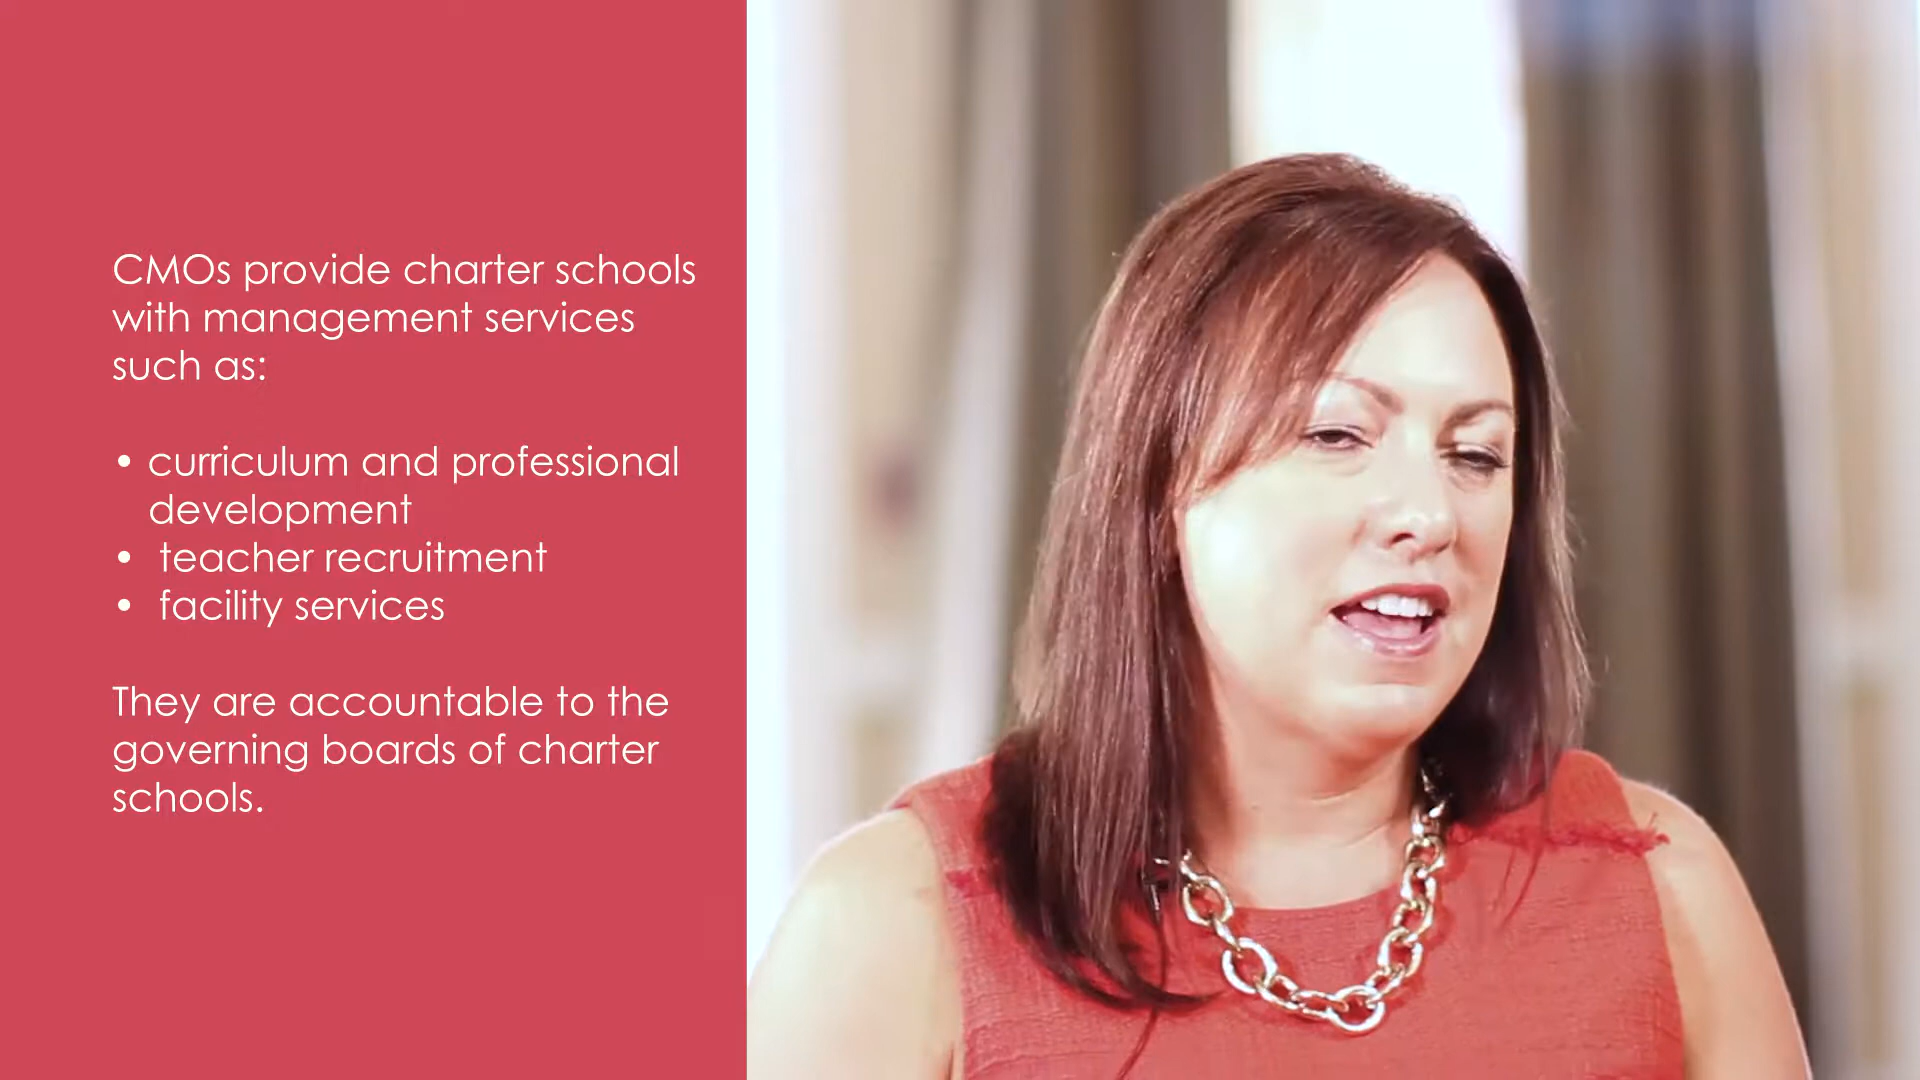 CMOs provide charter schools
with management services
such as:
• curriculum and professional
development
• teacher recruitment
• facility services
They are accountable to the
governing boards of charter
schools.